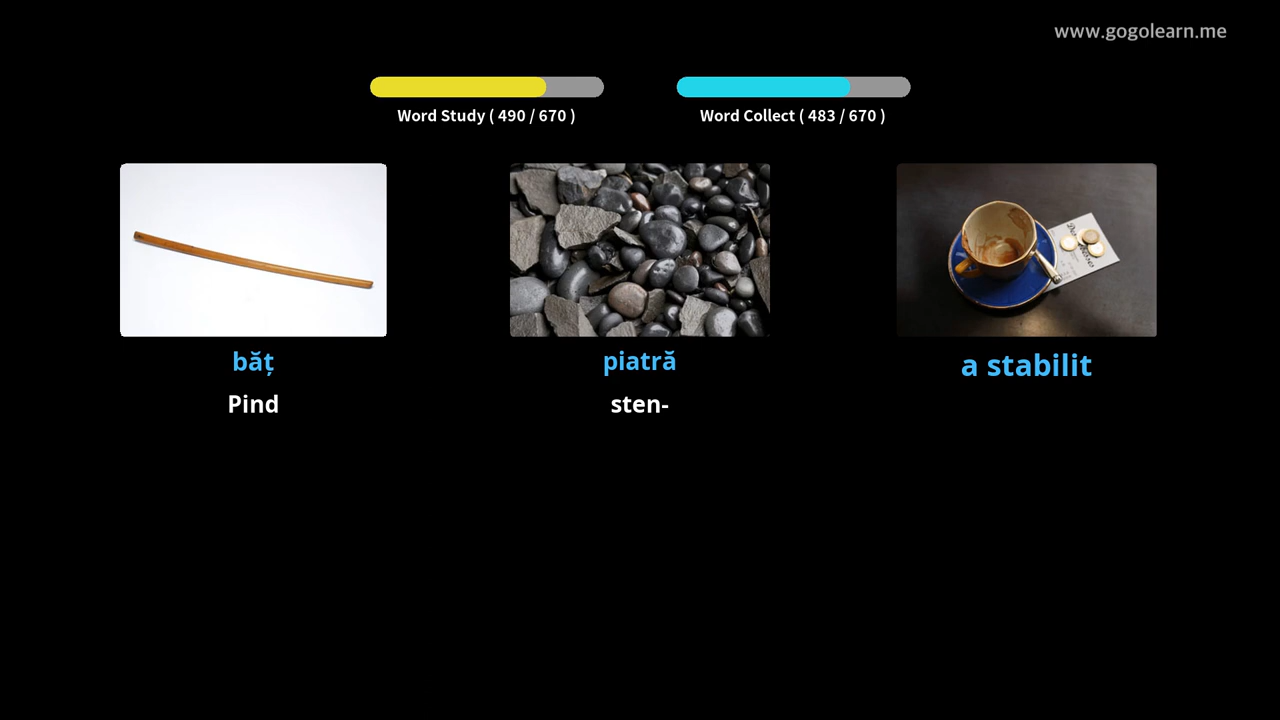 www.gogolearn.me
Word Study ( 490 / 670 )
Word Collect ( 483 / 670 )
băț
piatră
a stabilit
Pind
sten-